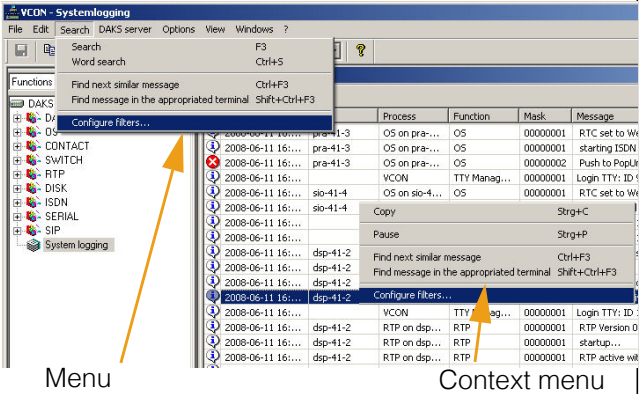 VCON - Systemlogging
File Edit Search DAKS server Options View Windows ?
Search F3
Word search Ctrl+S
Find next similar message Ctrl+F3
Find message in the appropriated terminal Shift+Ctrl+F3
Configure filters...
Functions
DAKS
OS
CONTACT
SWITCH
RTP
DISK
ISDN
SERIAL
SIP
System logging
Process Function Mask Message
2008-06-11 16:... pra-41-3 OS on pra-... OS 00000001 RTC set to We
2008-06-11 16:... pra-41-3 OS on pra-... OS 00000001 starting ISDN
2008-06-11 16:... pra-41-3 OS on pra-... OS 00000002 Push to PopUr
2008-06-11 16:... VCON TTY Manag... 00000001 Login TTY: ID 9
2008-06-11 16:... sio-41-4 OS on sio-4... OS 00000001 RTC set to We
2008-06-11 16:... sio-41-4
2008-06-11 16:...
2008-06-11 16:...
2008-06-11 16:... dsp-41-2
2008-06-11 16:... dsp-41-2
2008-06-11 16:... dsp-41-2
2008-06-11 16:... dsp-41-2
Copy Strg+C
Pause Strg+P
Find next similar message Ctrl+F3
Find message in the appropriated terminal Shift+Ctrl+F3
Configure filters...
2008-06-11 16:... VCON TTY Manag... 00000001 Login TTY: ID
2008-06-11 16:... dsp-41-2 RTP on dsp... RTP 00000001 RTP Version 0
2008-06-11 16:... dsp-41-2 RTP on dsp... RTP 00000001 startup...
2008-06-11 16:... dsp-41-2 RTP on dsp... RTP 00000001 RTP active wit
Menu
Context menu